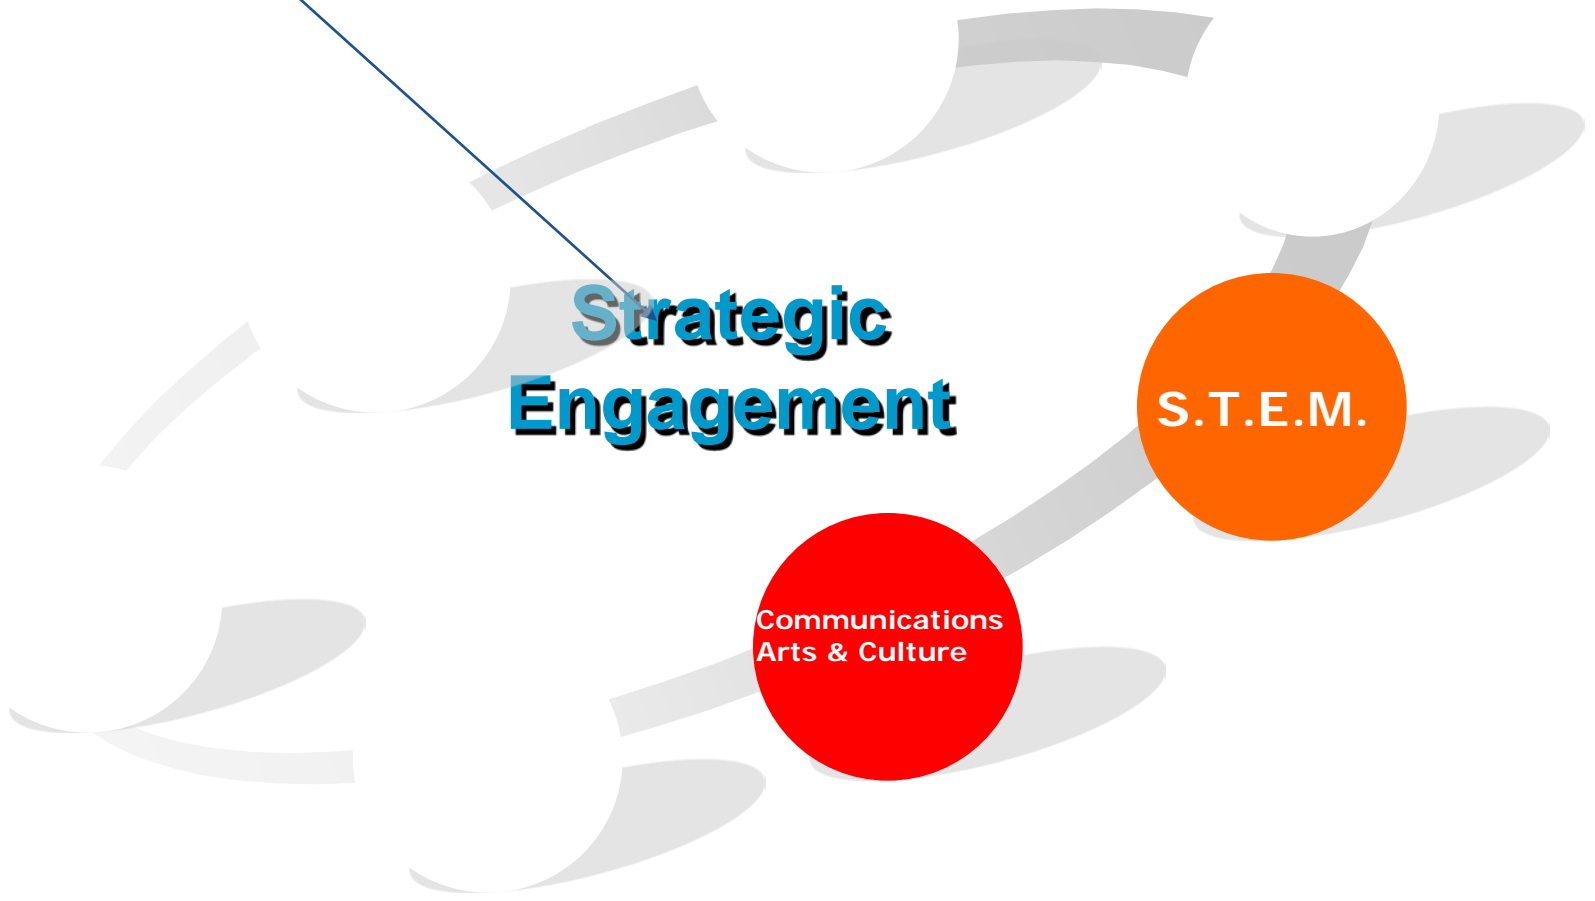 Strategic
Engagement
S.T.E.M.
Communications
Arts & Culture